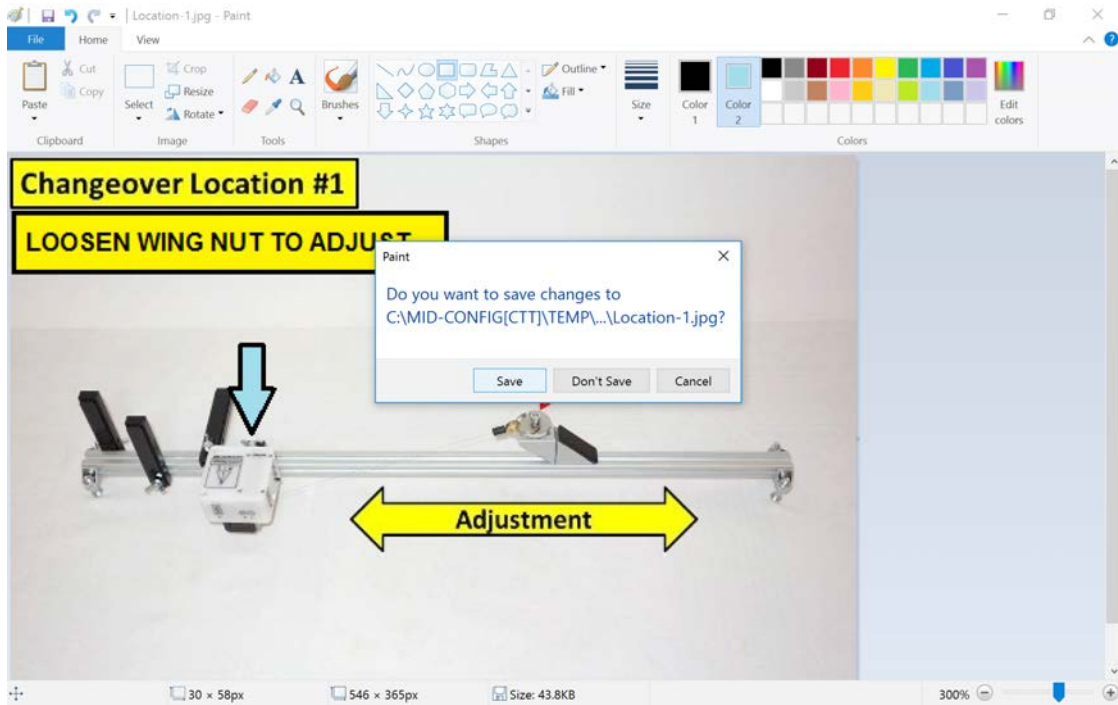 Location-1.jpg - Paint
File Home View
Paste
Cut
Copy
Clipboard
Select
Crop
Resize
Rotate
Image
A
Tools
Brushes
Shapes
Outline
Fill
Size
Color 1
Color 2
Colors
Edit colors
Changeover Location #1
LOOSEN WING NUT TO ADJUST
Paint
Do you want to save changes to
C:\MID-CONFIG[CTT]\TEMP\...\Location-1.jpg?
Save Don't Save Cancel
Adjustment
30 × 58px 546 × 365px Size: 43.8KB 300%